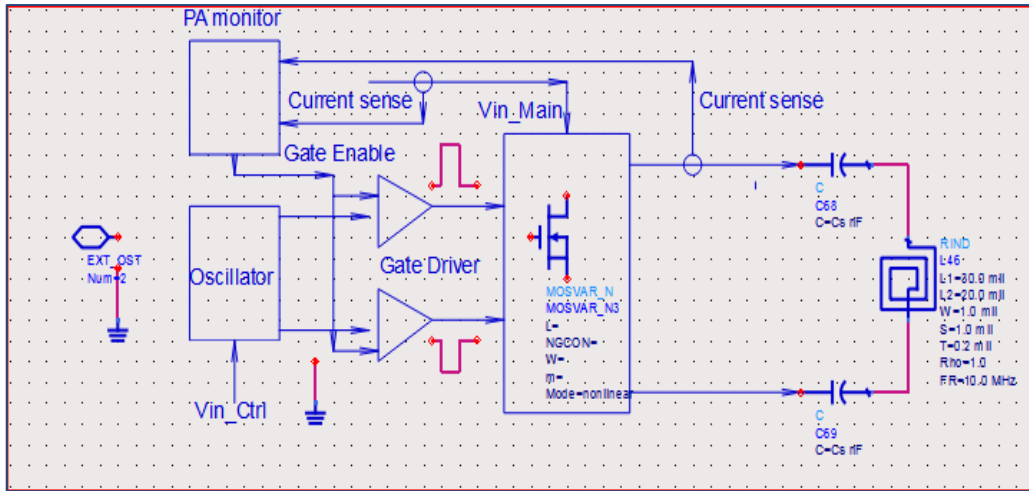 PA monitor
Current sense
Vin_Main
Current sense
Gate Enable
EXT_OST
Num=2
Oscillator
Gate Driver
Vin_Ctrl
MOSVAR_N
MOSVAR_N3
L=
NGCON=
W=
m=
Mode=nonlinear
C
C68
C=Cs nF
RIND
L46
L1=30.0 mil
L2=20.0 mil
W=1.0 mil
S=1.0 mil
T=0.2 mil
Rho=1.0
FR=10.0 MHz
C
C69
C=Cs nF